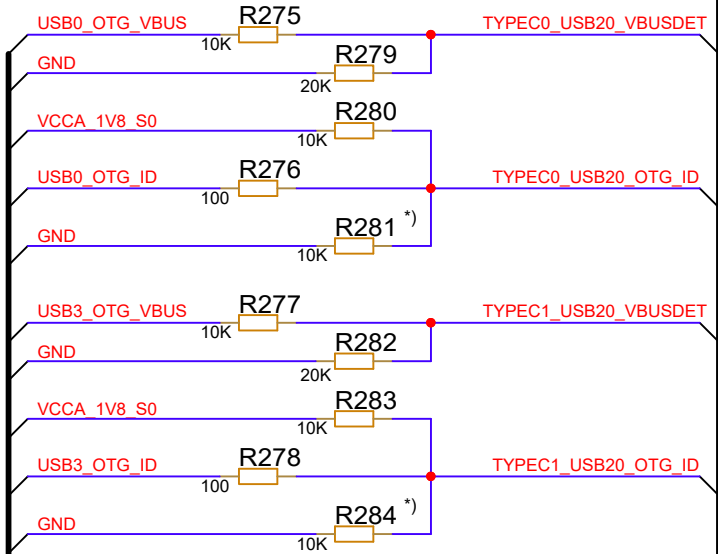 USB0_OTG_VBUS R275 TYPEC0_USB20_VBUSDET
10K
GND R279
20K
VCCA_1V8_S0 R280
10K
USB0_OTG_ID R276 TYPEC0_USB20_OTG_ID
100
GND R281 *)
10K
USB3_OTG_VBUS R277 TYPEC1_USB20_VBUSDET
10K
GND R282
20K
VCCA_1V8_S0 R283
10K
USB3_OTG_ID R278 TYPEC1_USB20_OTG_ID
100
GND R284 *)
10K